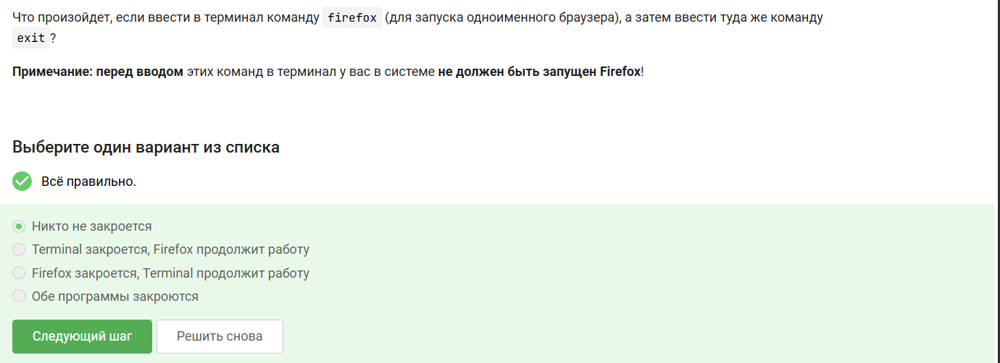 Что произойдет, если ввести в терминал команду firefox (для запуска одноименного браузера), а затем ввести туда же команду
exit ?
Примечание: перед вводом этих команд в терминал у вас в системе не должен быть запущен Firefox!
Выберите один вариант из списка
Всё правильно.
Никто не закроется
Terminal закроется, Firefox продолжит работу
Firefox закроется, Terminal продолжит работу
Обе программы закроются
Следующий шаг Решить снова